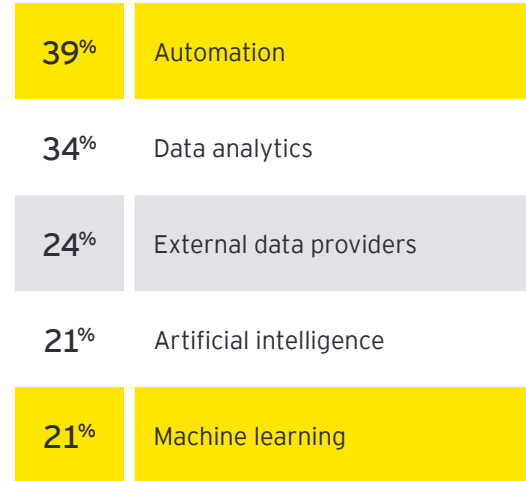 39% Automation
34% Data analytics
24% External data providers
21% Artificial intelligence
21% Machine learning